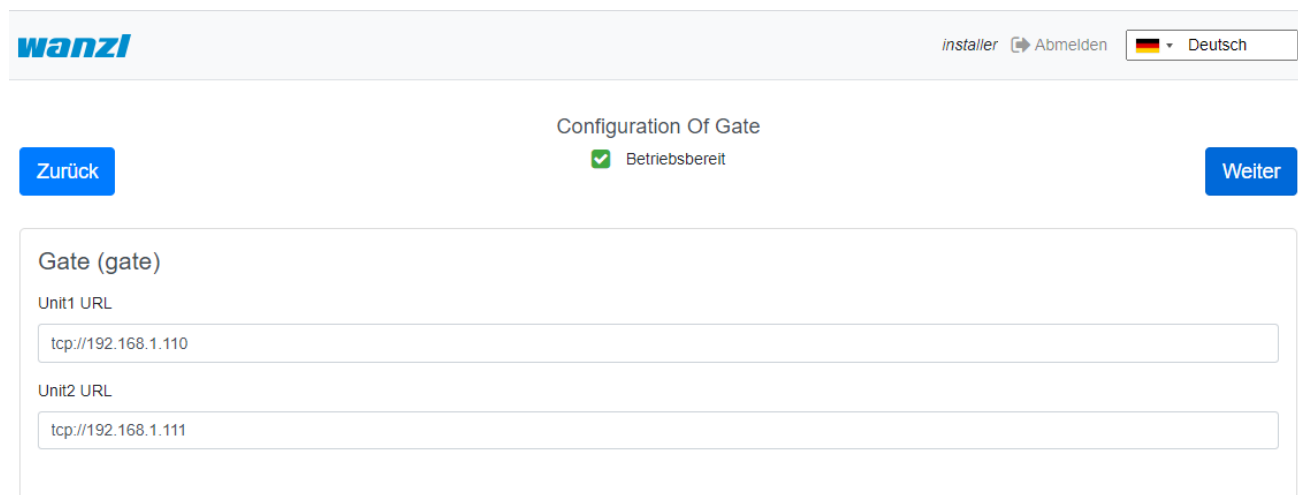 wanzl
installer Abmelden Deutsch
Configuration Of Gate
Betriebsbereit
Zurück
Weiter
Gate (gate)
Unit1 URL
tcp://192.168.1.110
Unit2 URL
tcp://192.168.1.111